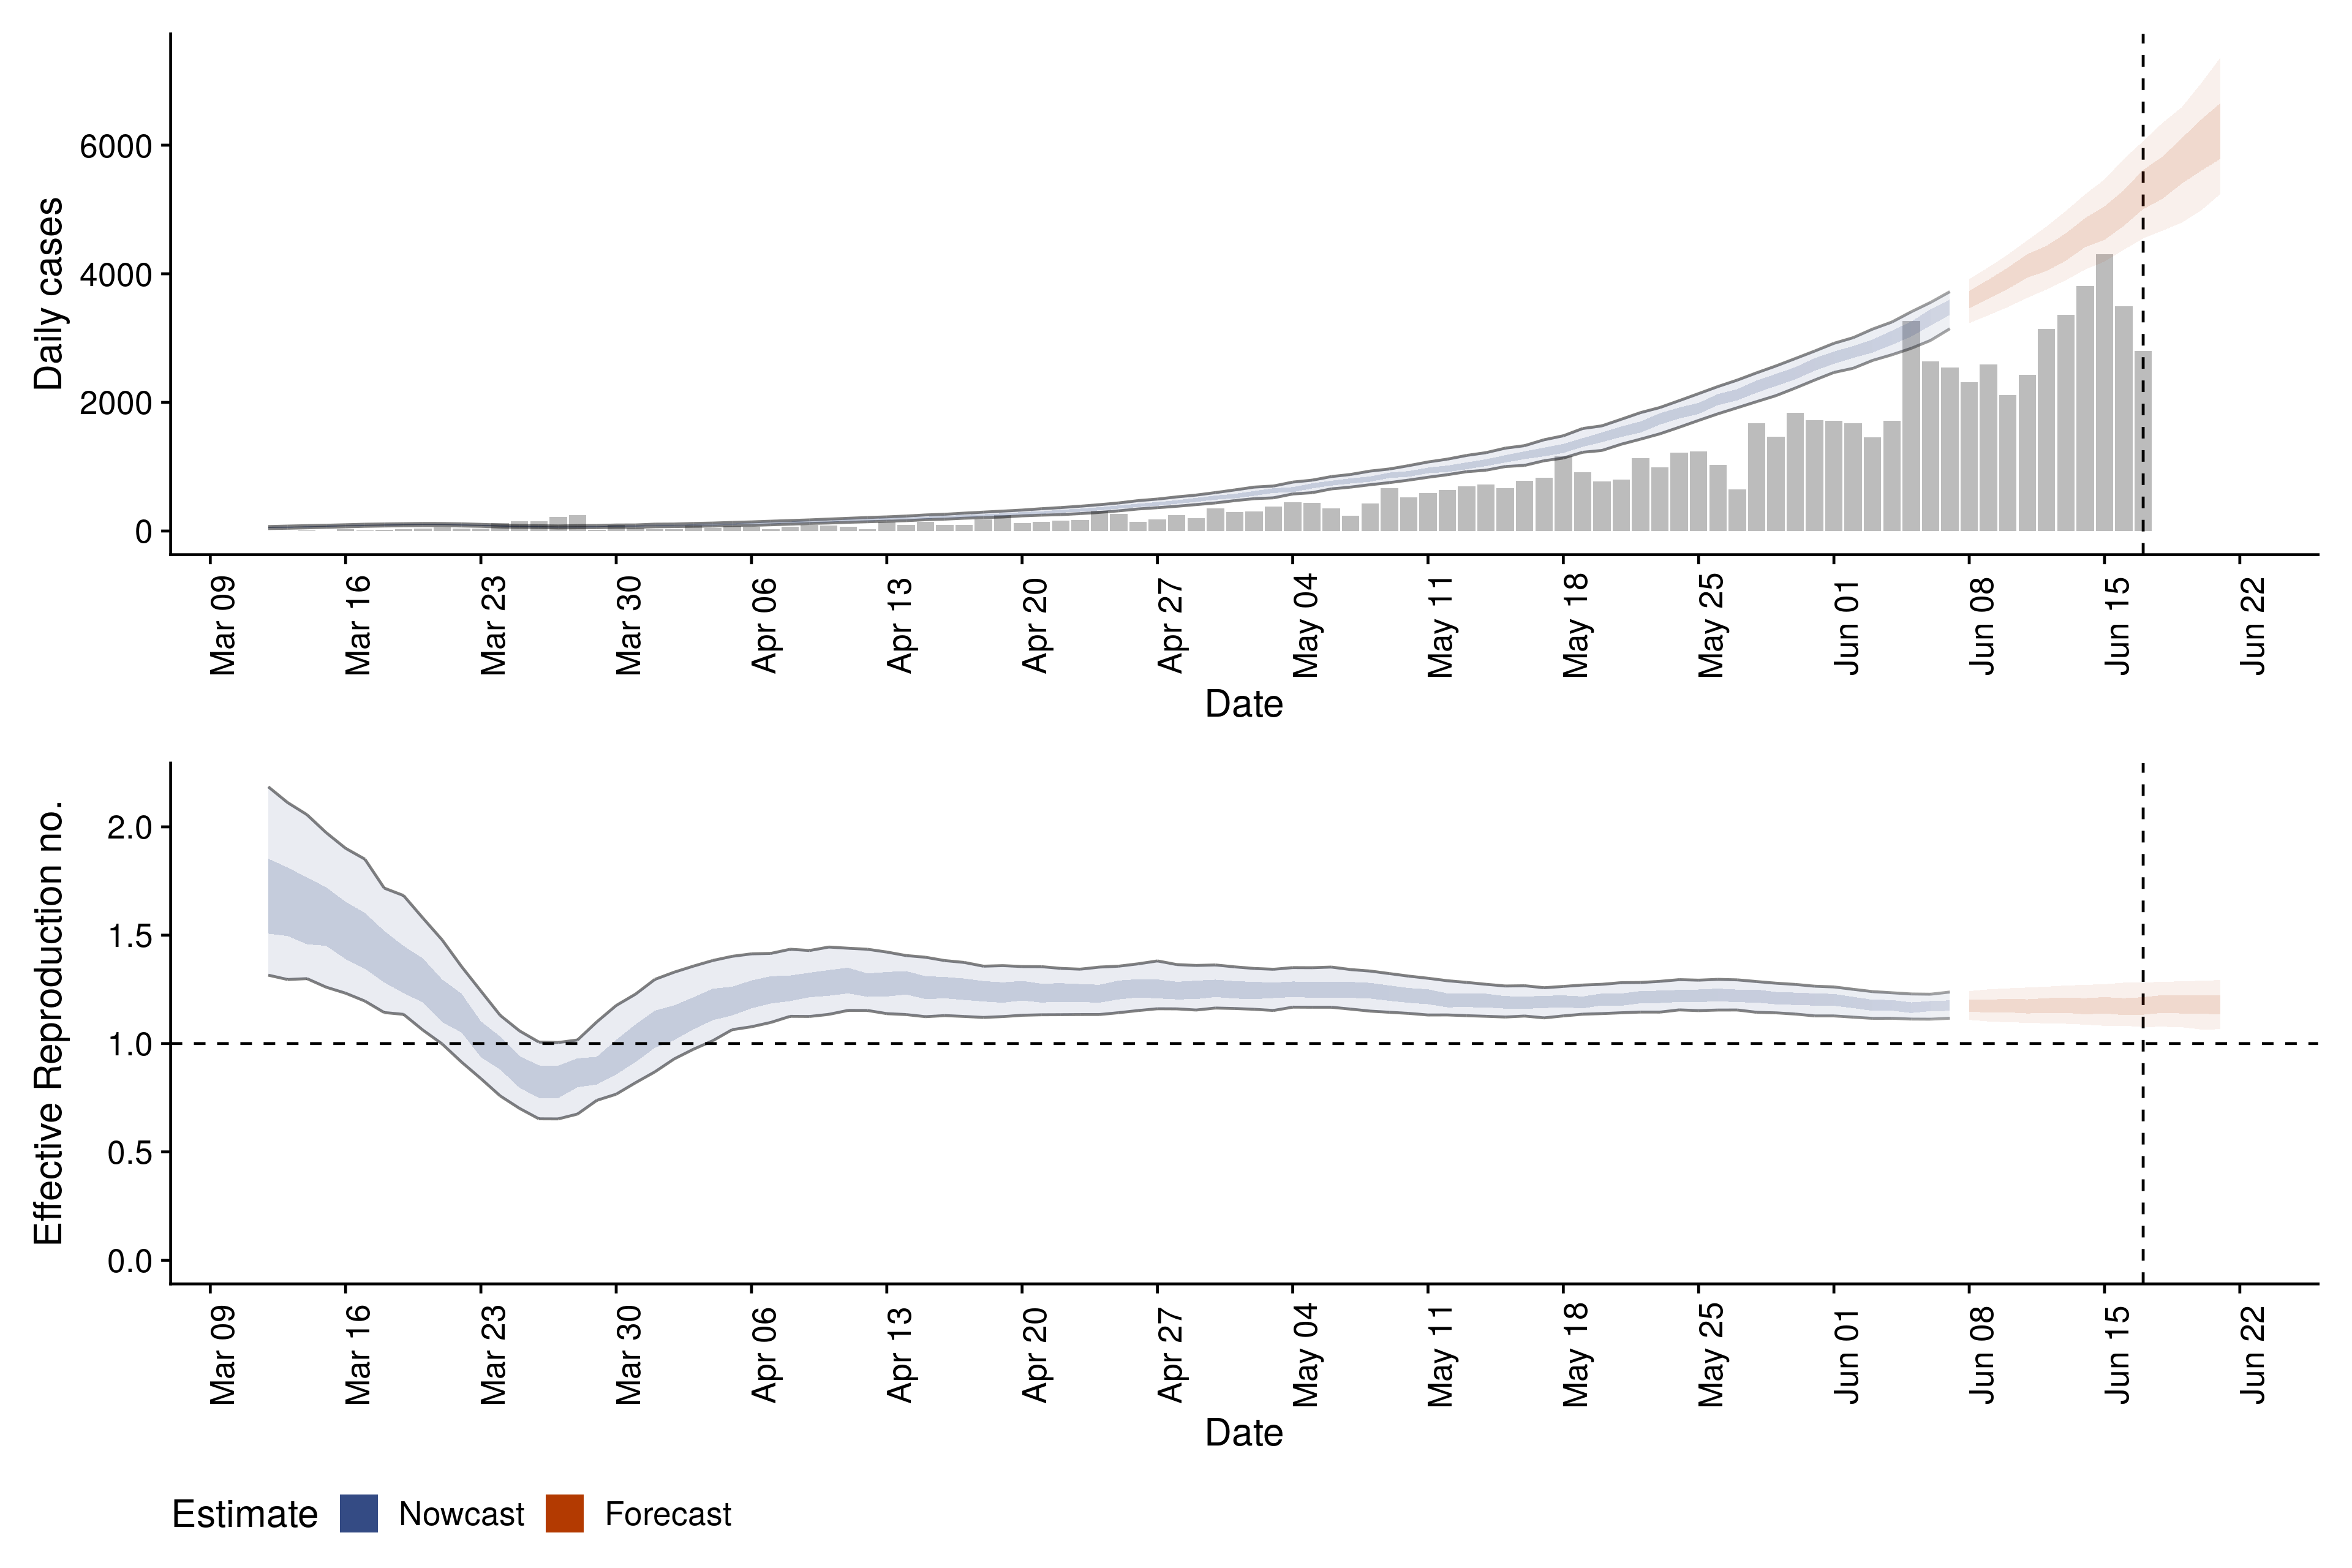 Daily cases
6000
4000
2000
0
Mar 09 Mar 16 Mar 23 Mar 30 Apr 06 Apr 13 Apr 20 Apr 27 May 04 May 11 May 18 May 25 Jun 01 Jun 08 Jun 15 Jun 22
Date
Effective Reproduction no.
2.0
1.5
1.0
0.5
0.0
Mar 09 Mar 16 Mar 23 Mar 30 Apr 06 Apr 13 Apr 20 Apr 27 May 04 May 11 May 18 May 25 Jun 01 Jun 08 Jun 15 Jun 22
Date
Estimate Nowcast Forecast